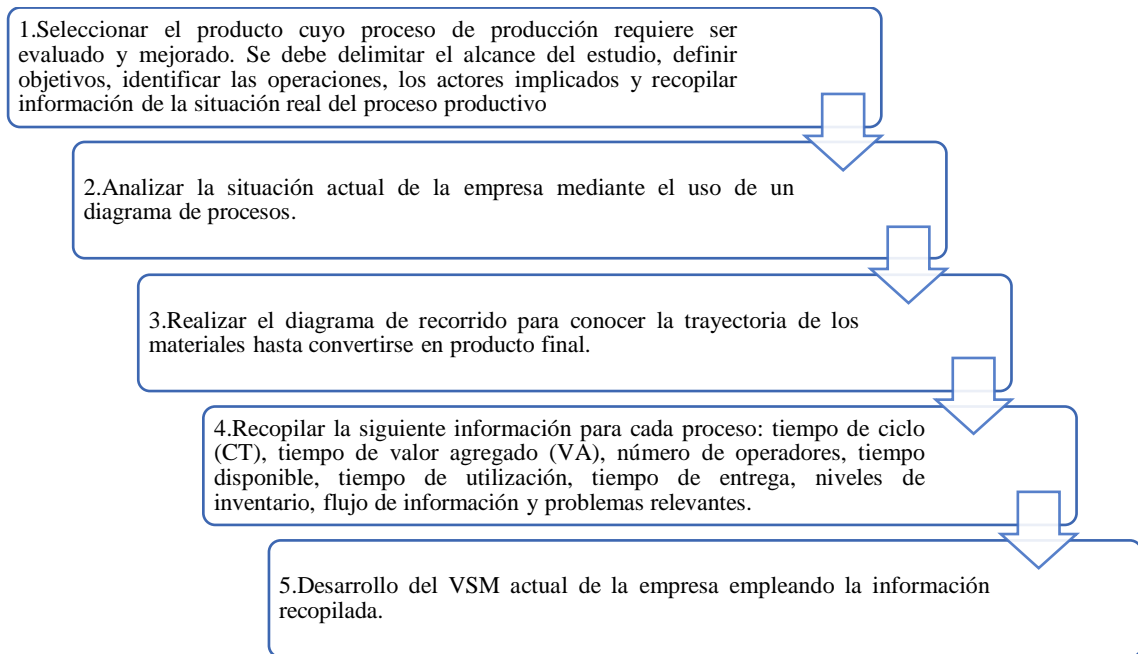 1.Seleccionar el producto cuyo proceso de producción requiere ser
evaluado y mejorado. Se debe delimitar el alcance del estudio, definir
objetivos, identificar las operaciones, los actores implicados y recopilar
información de la situación real del proceso productivo
2.Analizar la situación actual de la empresa mediante el uso de un
diagrama de procesos.
3.Realizar el diagrama de recorrido para conocer la trayectoria de los
materiales hasta convertirse en producto final.
4.Recopilar la siguiente información para cada proceso: tiempo de ciclo
(CT), tiempo de valor agregado (VA), número de operadores, tiempo
disponible, tiempo de utilización, tiempo de entrega, niveles de
inventario, flujo de información y problemas relevantes.
5.Desarrollo del VSM actual de la empresa empleando la información
recopilada.